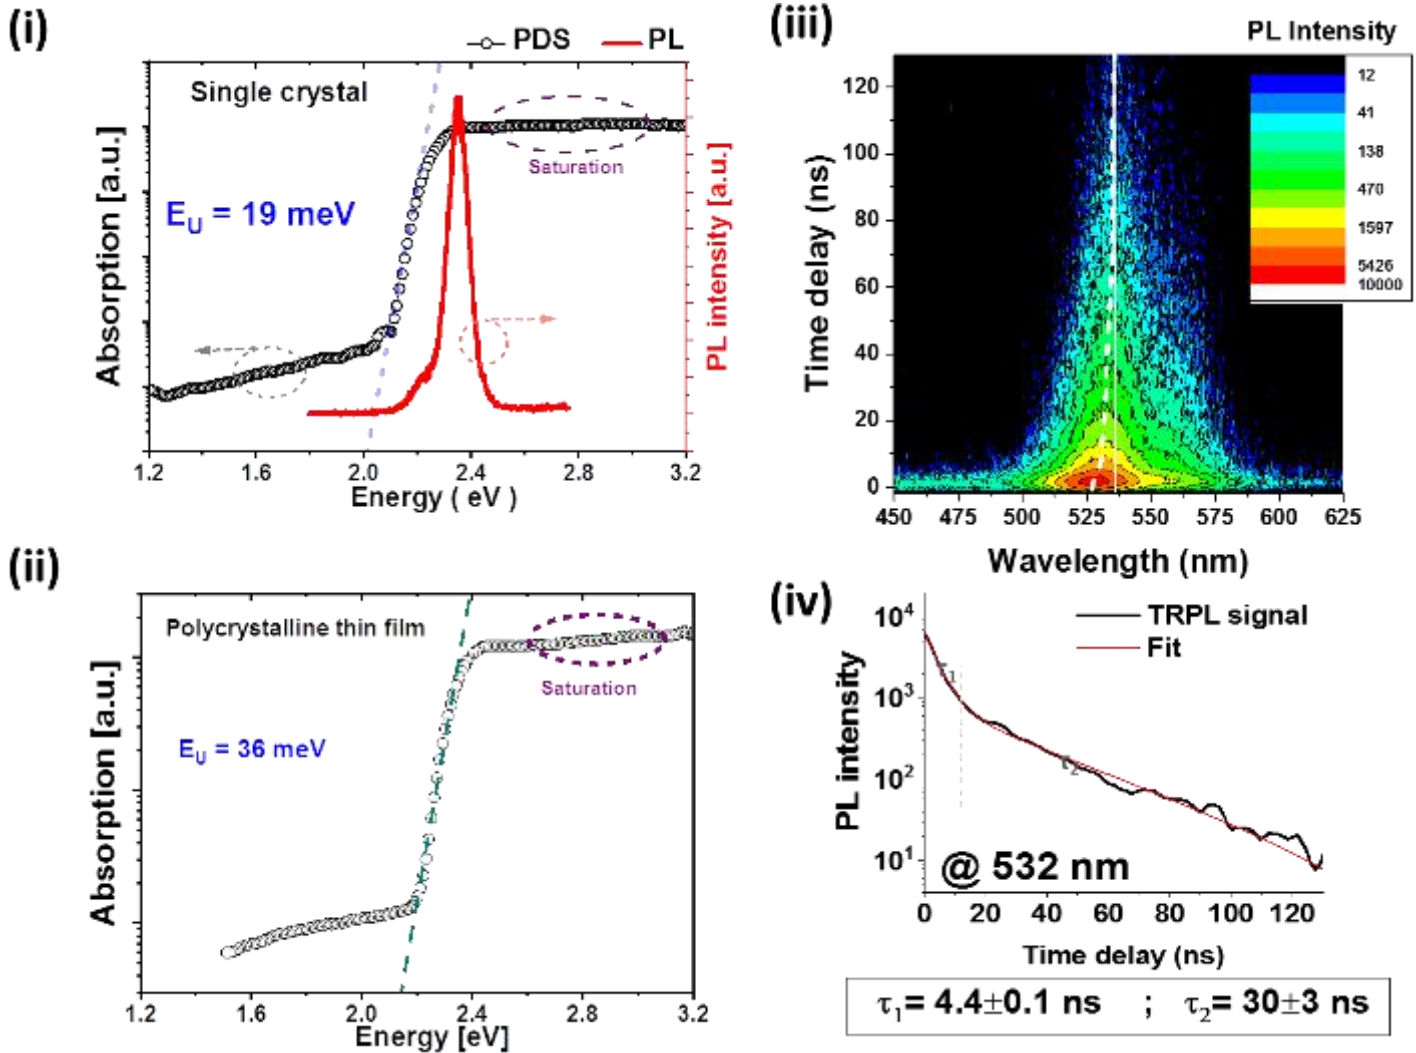 (i)
PDS PL
Single crystal
E_U = 19 meV
Saturation
Absorption [a.u.]
PL intensity [a.u.]
1.2 1.6 2.0 2.4 2.8 3.2
Energy ( eV )
(ii)
Polycrystalline thin film
E_U = 36 meV
Saturation
Absorption [a.u.]
1.2 1.6 2.0 2.4 2.8 3.2
Energy [eV]
(iii)
PL Intensity
12
41
138
470
1597
5426
10000
Time delay (ns)
120
100
80
60
40
20
0
450 475 500 525 550 575 600 625
Wavelength (nm)
(iv)
TRPL signal
Fit
PL intensity
10⁴
10³
10²
10¹
τ₁
τ₂
@ 532 nm
0 20 40 60 80 100 120
Time delay (ns)
τ₁= 4.4±0.1 ns ; τ₂= 30±3 ns